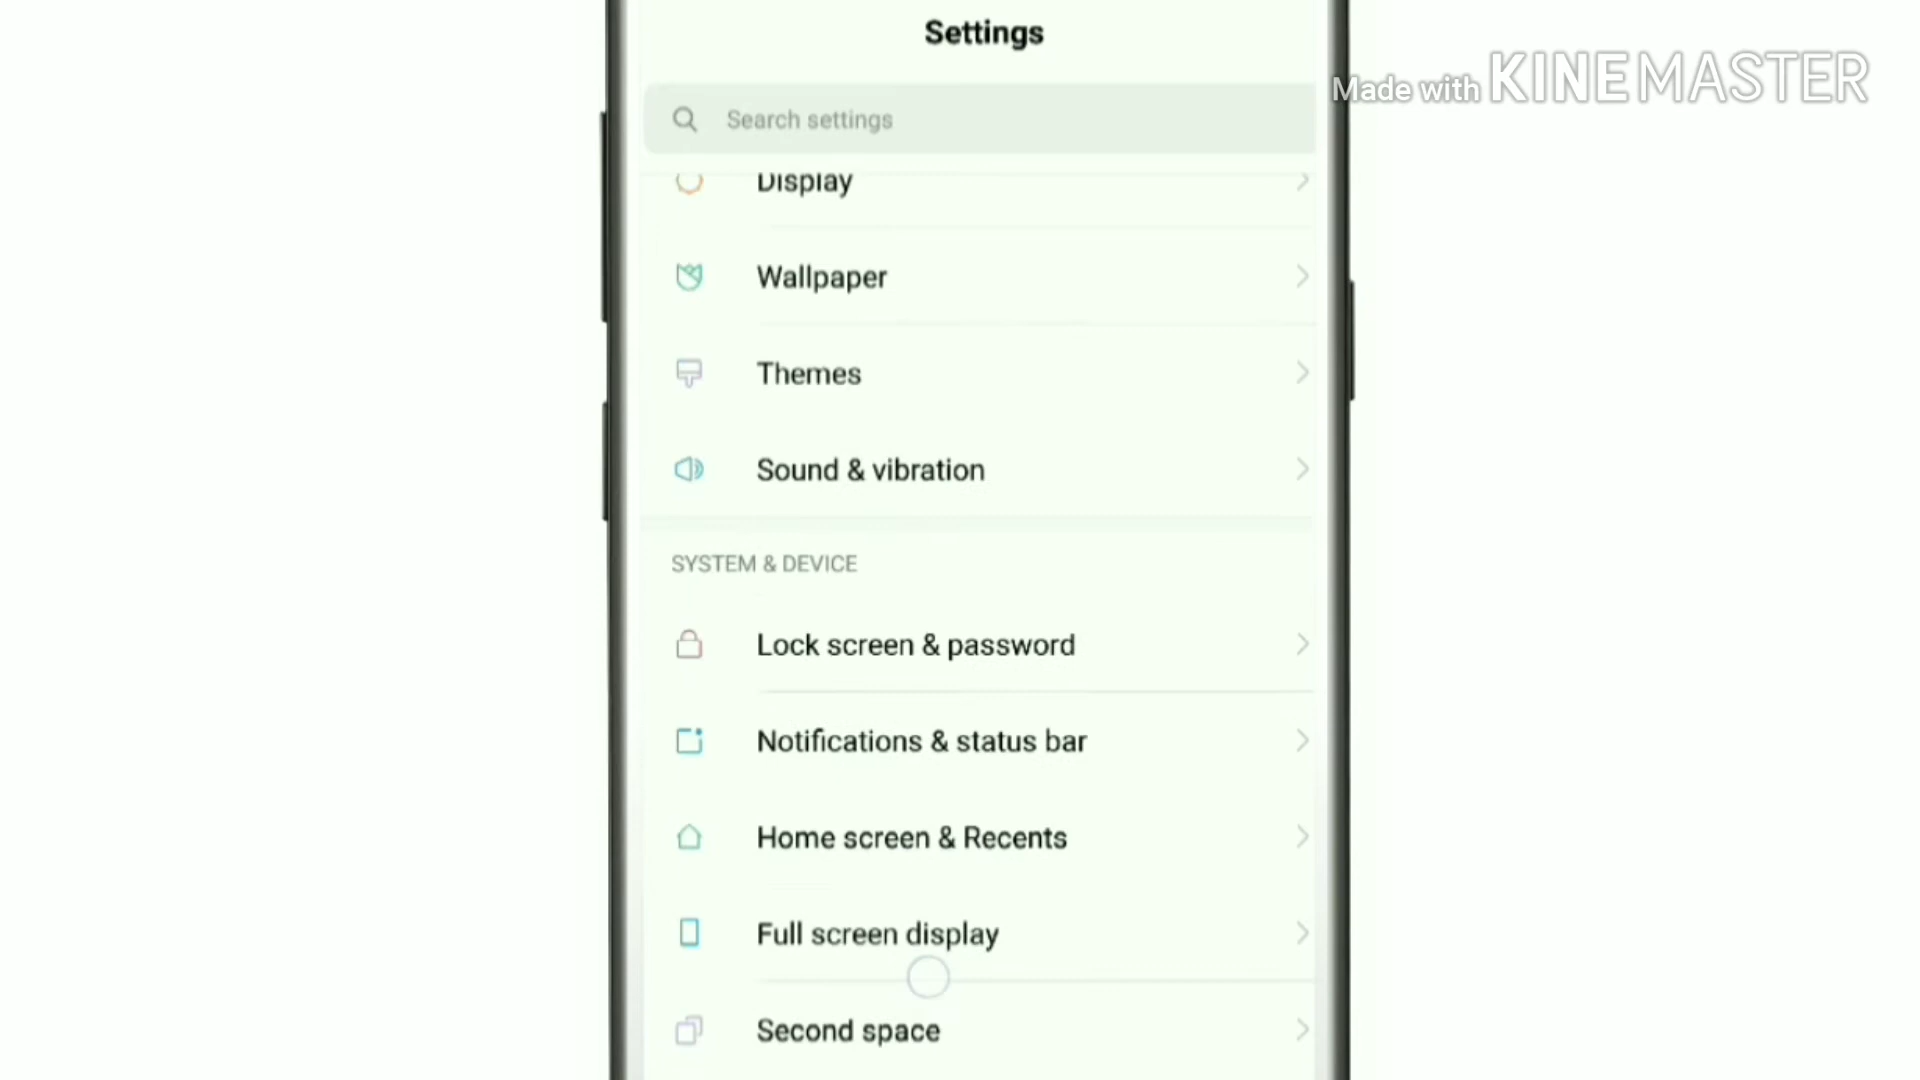 Settings
Made with KINEMASTER
Search settings
Display
Wallpaper
Themes
Sound & vibration
SYSTEM & DEVICE
Lock screen & password
Notifications & status bar
Home screen & Recents
Full screen display
Second space